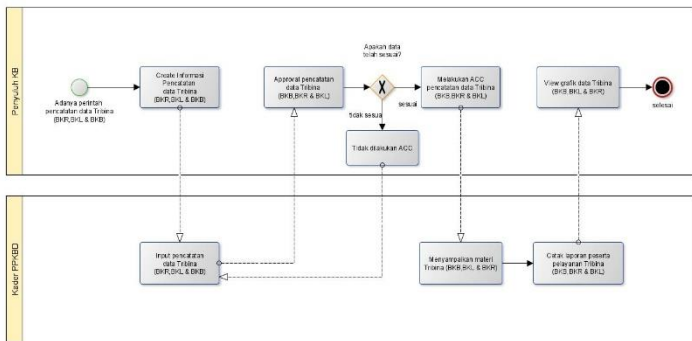 Penyuluh KB
Adanya perintah
pencatatan data Tribina
(BKR,BKL & BKB)
Create Informasi
Pencatatan
data Tribina
(BKR,BKL & BKB)
Approral pencatatan
data Tribina
(BKB,BKR & BKL)
Apakan data
telah sesuai?
sesuai
tidak sesuai
Tidak dilakukan ACC
Melakukan ACC
pencatatan data Tribina
(BKB,BKR & BKL)
View grafik data Tribina
(BKB,BKL & BKR)
selesai
Kader PPKBD
Input pencatatan
data Tribina
(BKR,BKL & BKB)
Menyampaikan materi
Tribina (BKB,BKL & BKR)
Cetak laporan peserta
pelayanan Tribina
(BKB,BKR & BKL)